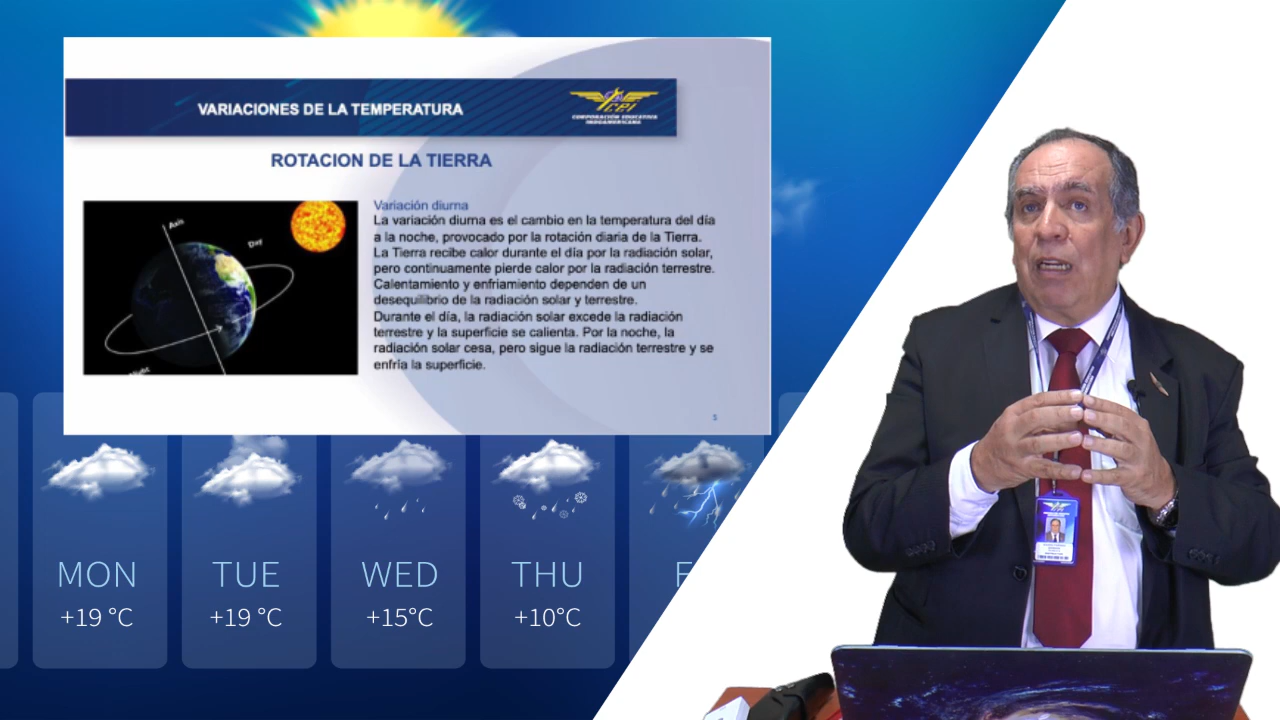 VARIACIONES DE LA TEMPERATURA
CEI
CORPORACIÓN EDUCATIVA
INDOAMERICANA
ROTACION DE LA TIERRA
Axis
Day
Night
Variación diurna
La variación diurna es el cambio en la temperatura del día
a la noche, provocado por la rotación diaria de la Tierra.
La Tierra recibe calor durante el día por la radiación solar,
pero continuamente pierde calor por la radiación terrestre.
Calentamiento y enfriamiento dependen de un
desequilibrio de la radiación solar y terrestre.
Durante el día, la radiación solar excede la radiación
terrestre y la superficie se calienta. Por la noche, la
radiación solar cesa, pero sigue la radiación terrestre y se
enfría la superficie.
MON
+19 °C
TUE
+19 °C
WED
+15°C
THU
+10°C
F